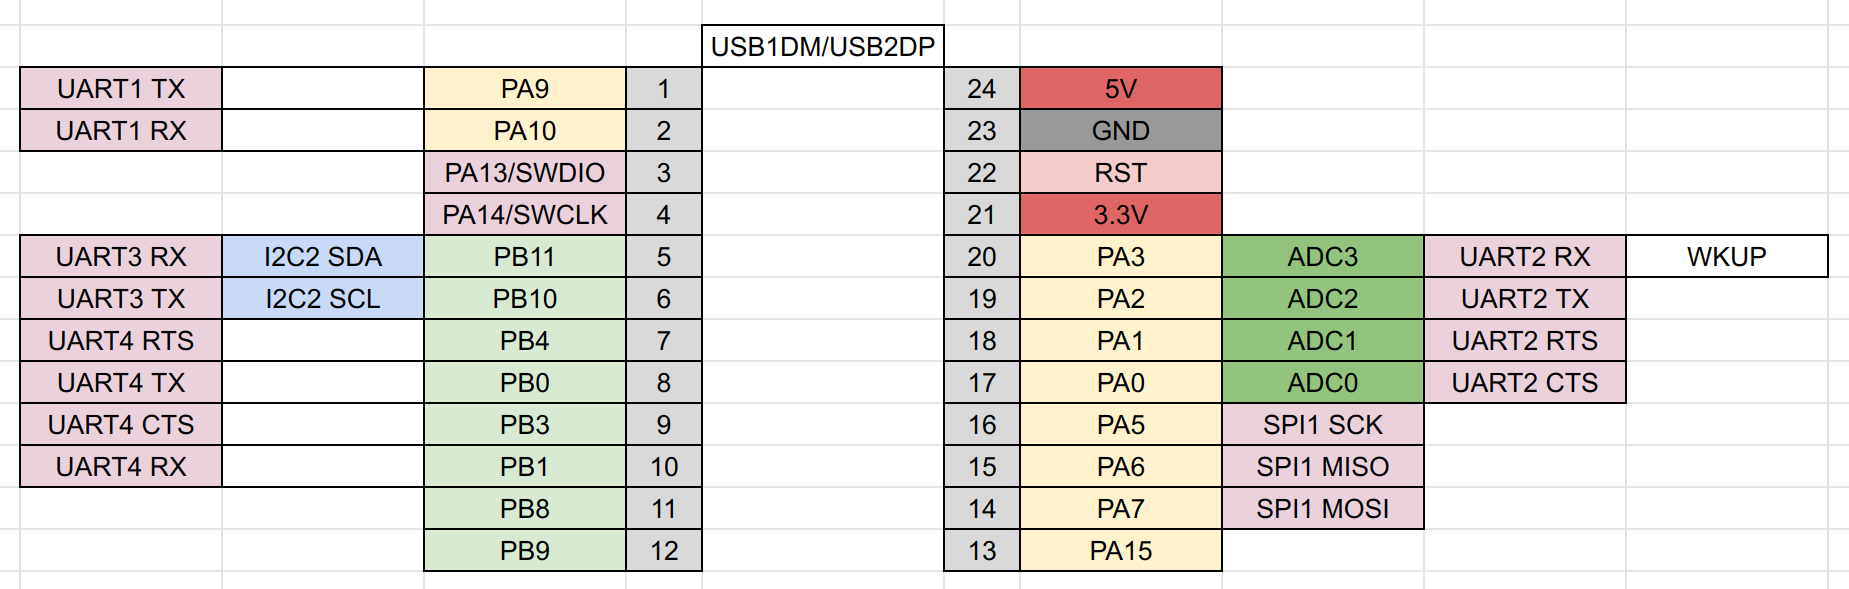 USB1DM/USB2DP
UART1 TX PA9 1 24 5V
UART1 RX PA10 2 23 GND
PA13/SWDIO 3 22 RST
PA14/SWCLK 4 21 3.3V
UART3 RX I2C2 SDA PB11 5 20 PA3 ADC3 UART2 RX WKUP
UART3 TX I2C2 SCL PB10 6 19 PA2 ADC2 UART2 TX
UART4 RTS PB4 7 18 PA1 ADC1 UART2 RTS
UART4 TX PB0 8 17 PA0 ADC0 UART2 CTS
UART4 CTS PB3 9 16 PA5 SPI1 SCK
UART4 RX PB1 10 15 PA6 SPI1 MISO
PB8 11 14 PA7 SPI1 MOSI
PB9 12 13 PA15